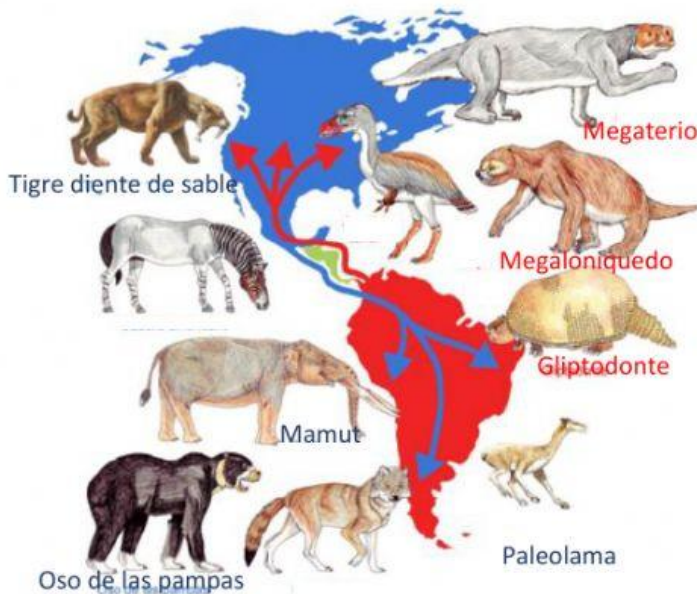 Megaterio
Tigre diente de sable
Megaloniquedo
Gliptodonte
Mamut
Paleolama
Oso de las pampas